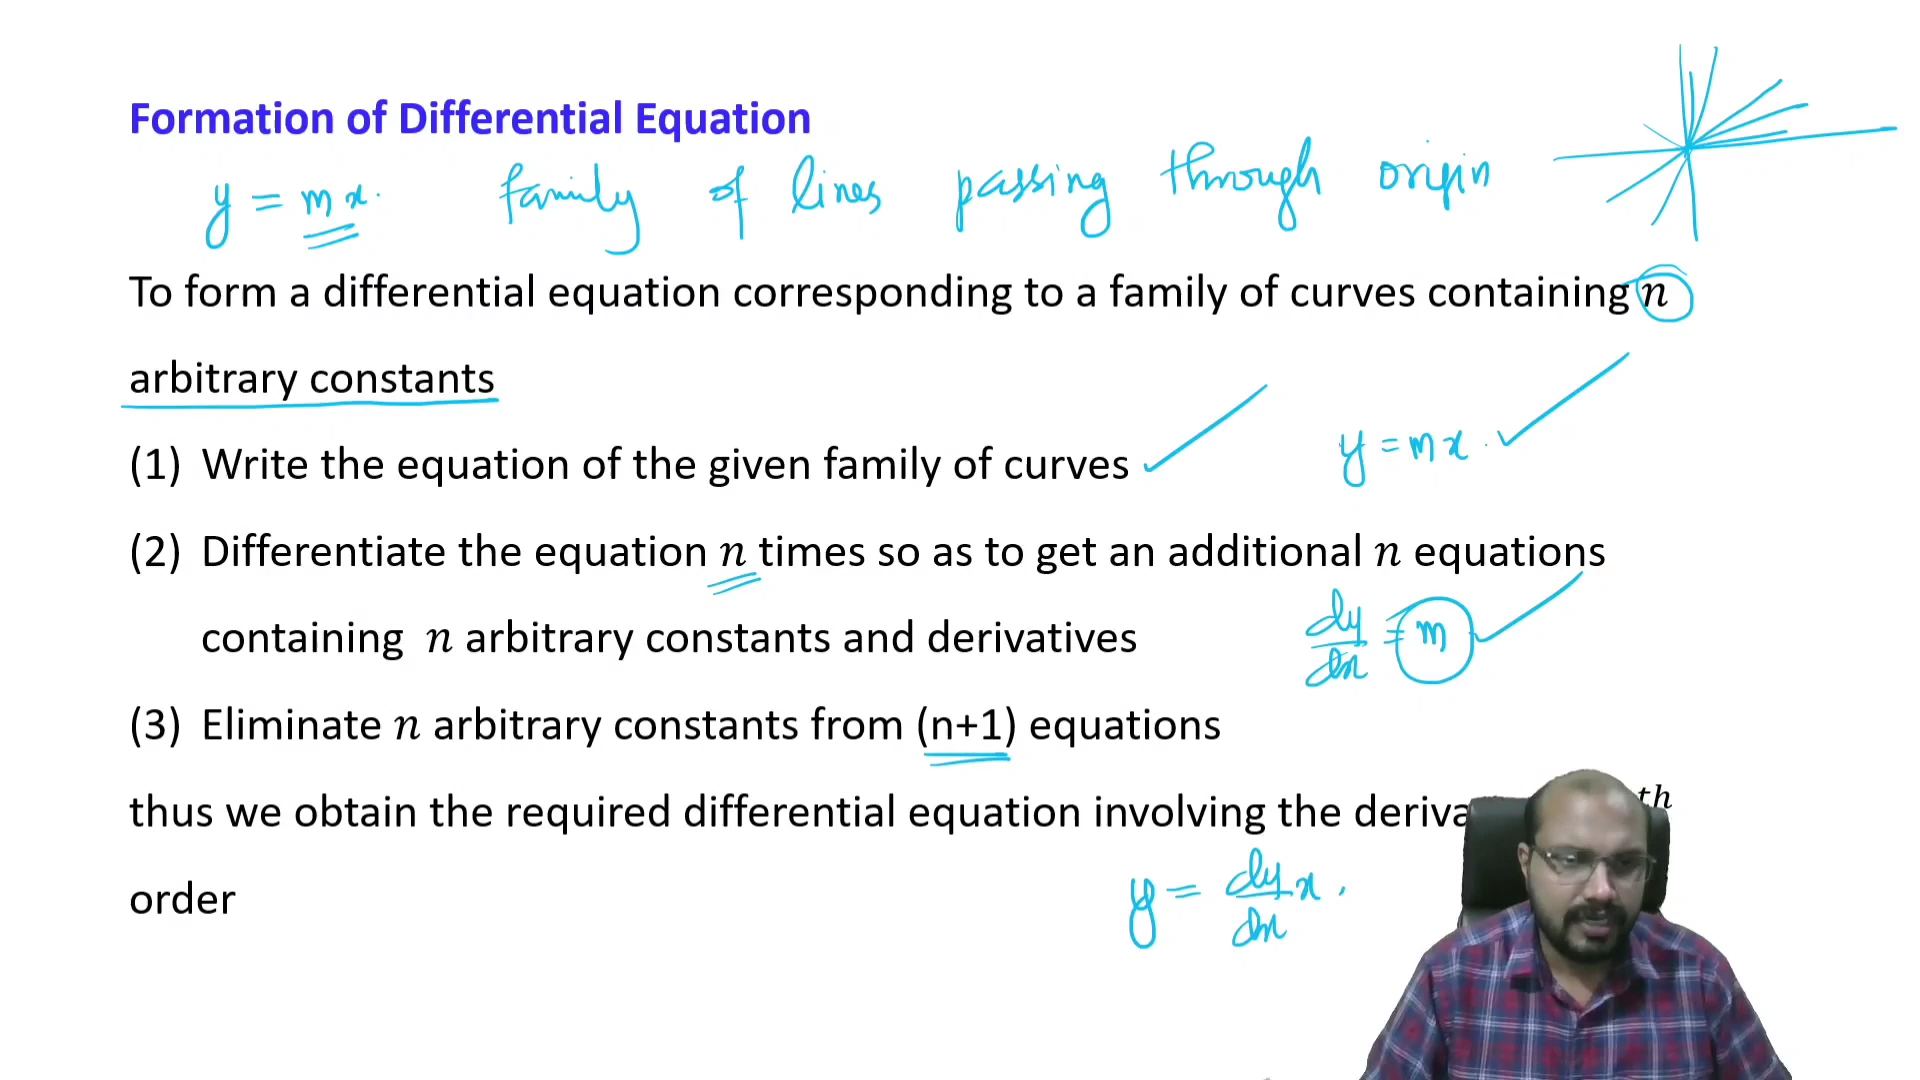 Formation of Differential Equation
y = mx. family of lines passing through origin
To form a differential equation corresponding to a family of curves containing n
arbitrary constants
(1) Write the equation of the given family of curves
y = mx.
(2) Differentiate the equation n times so as to get an additional n equations
containing n arbitrary constants and derivatives
dy/dx = m
(3) Eliminate n arbitrary constants from (n+1) equations
thus we obtain the required differential equation involving the th
order
y = dy/dx x.